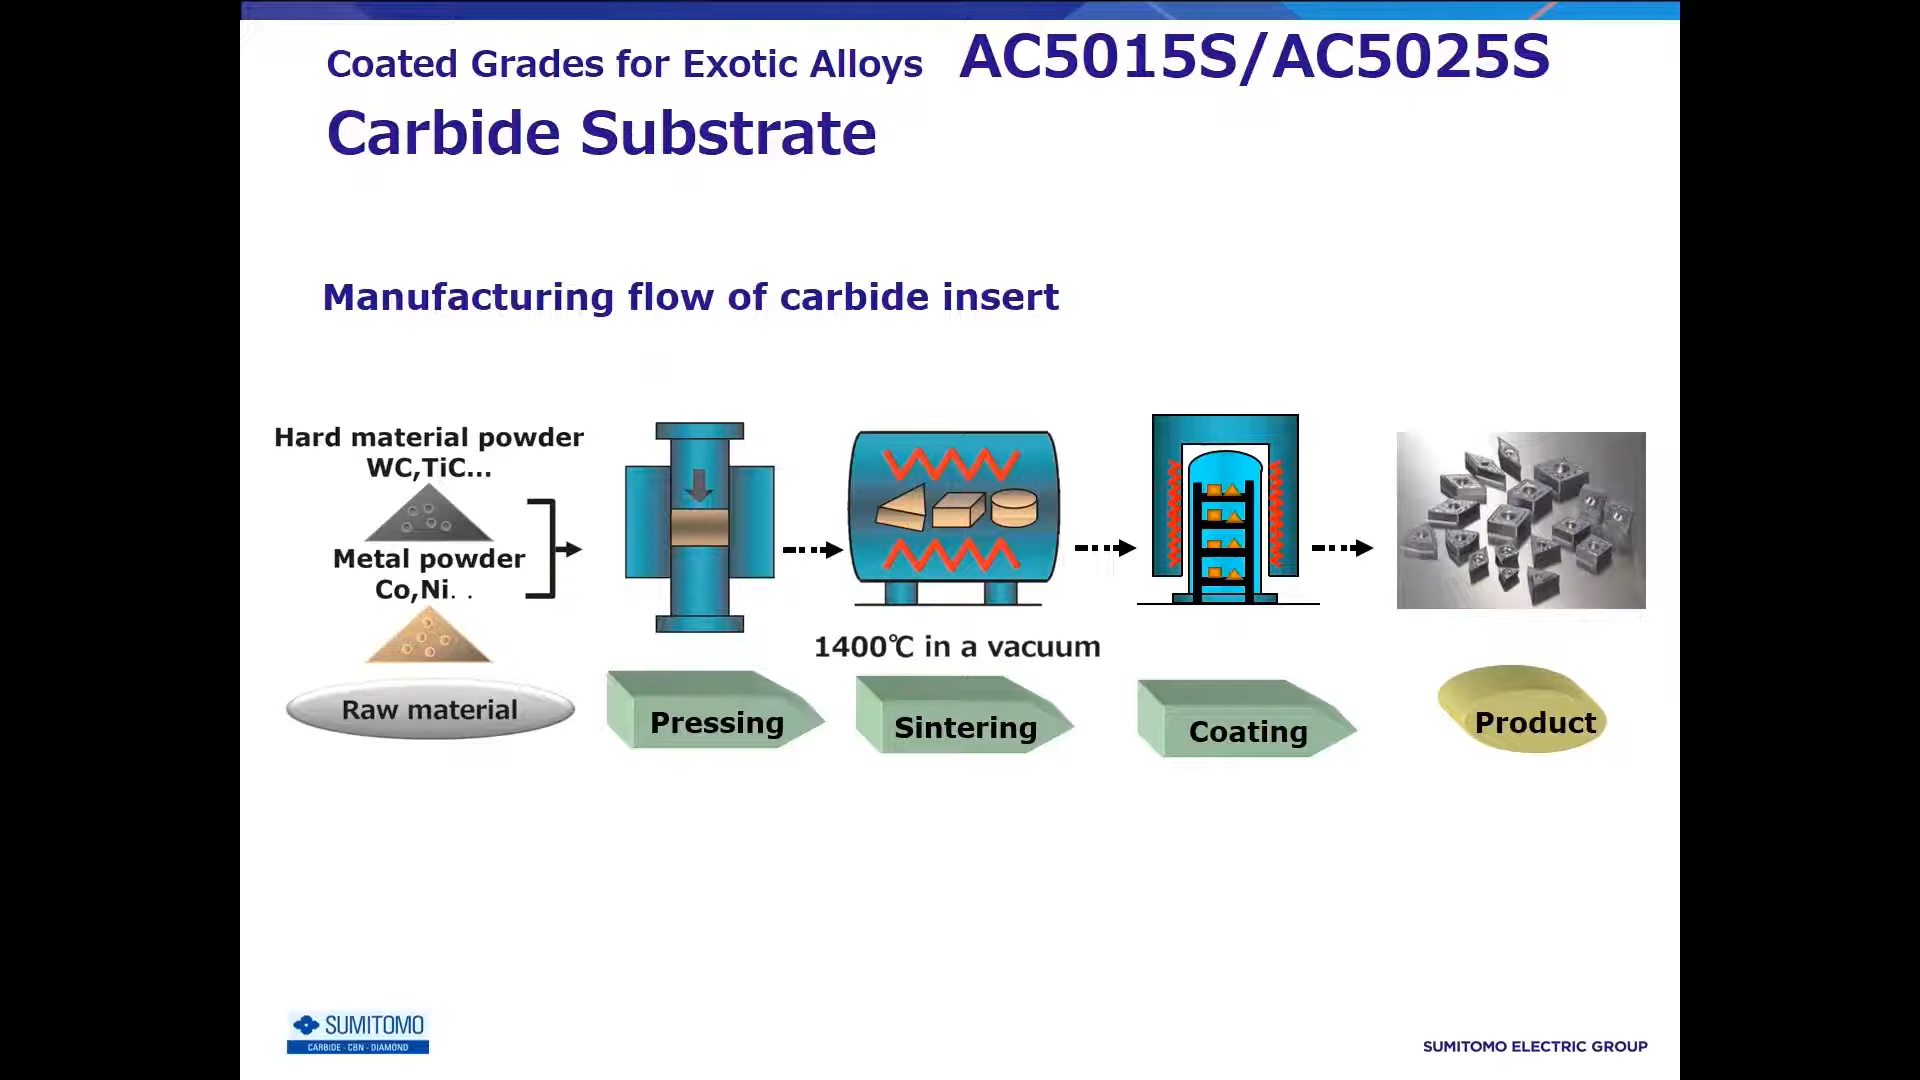 Coated Grades for Exotic Alloys AC5015S/AC5025S
Carbide Substrate
Manufacturing flow of carbide insert
Hard material powder
WC,TiC...
Metal powder
Co,Ni. .
Raw material
1400℃ in a vacuum
Pressing
Sintering
Coating
Product
SUMITOMO
CARBIDE - CBN - DIAMOND
SUMITOMO ELECTRIC GROUP